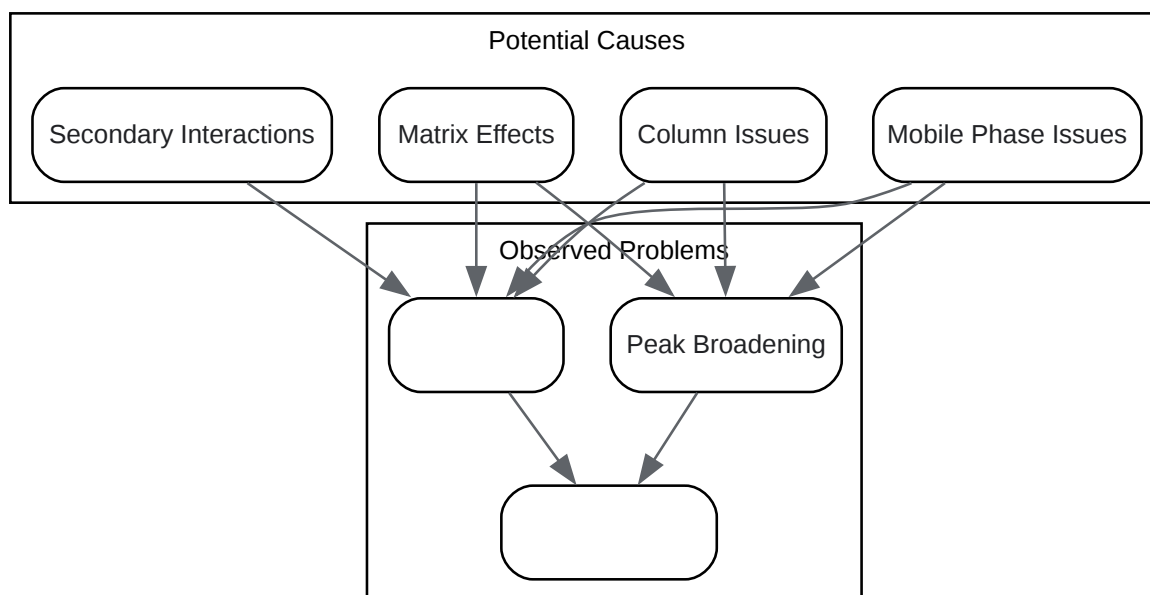 Potential Causes
Secondary Interactions
Matrix Effects
Column Issues
Mobile Phase Issues
Observed Problems
Peak Broadening